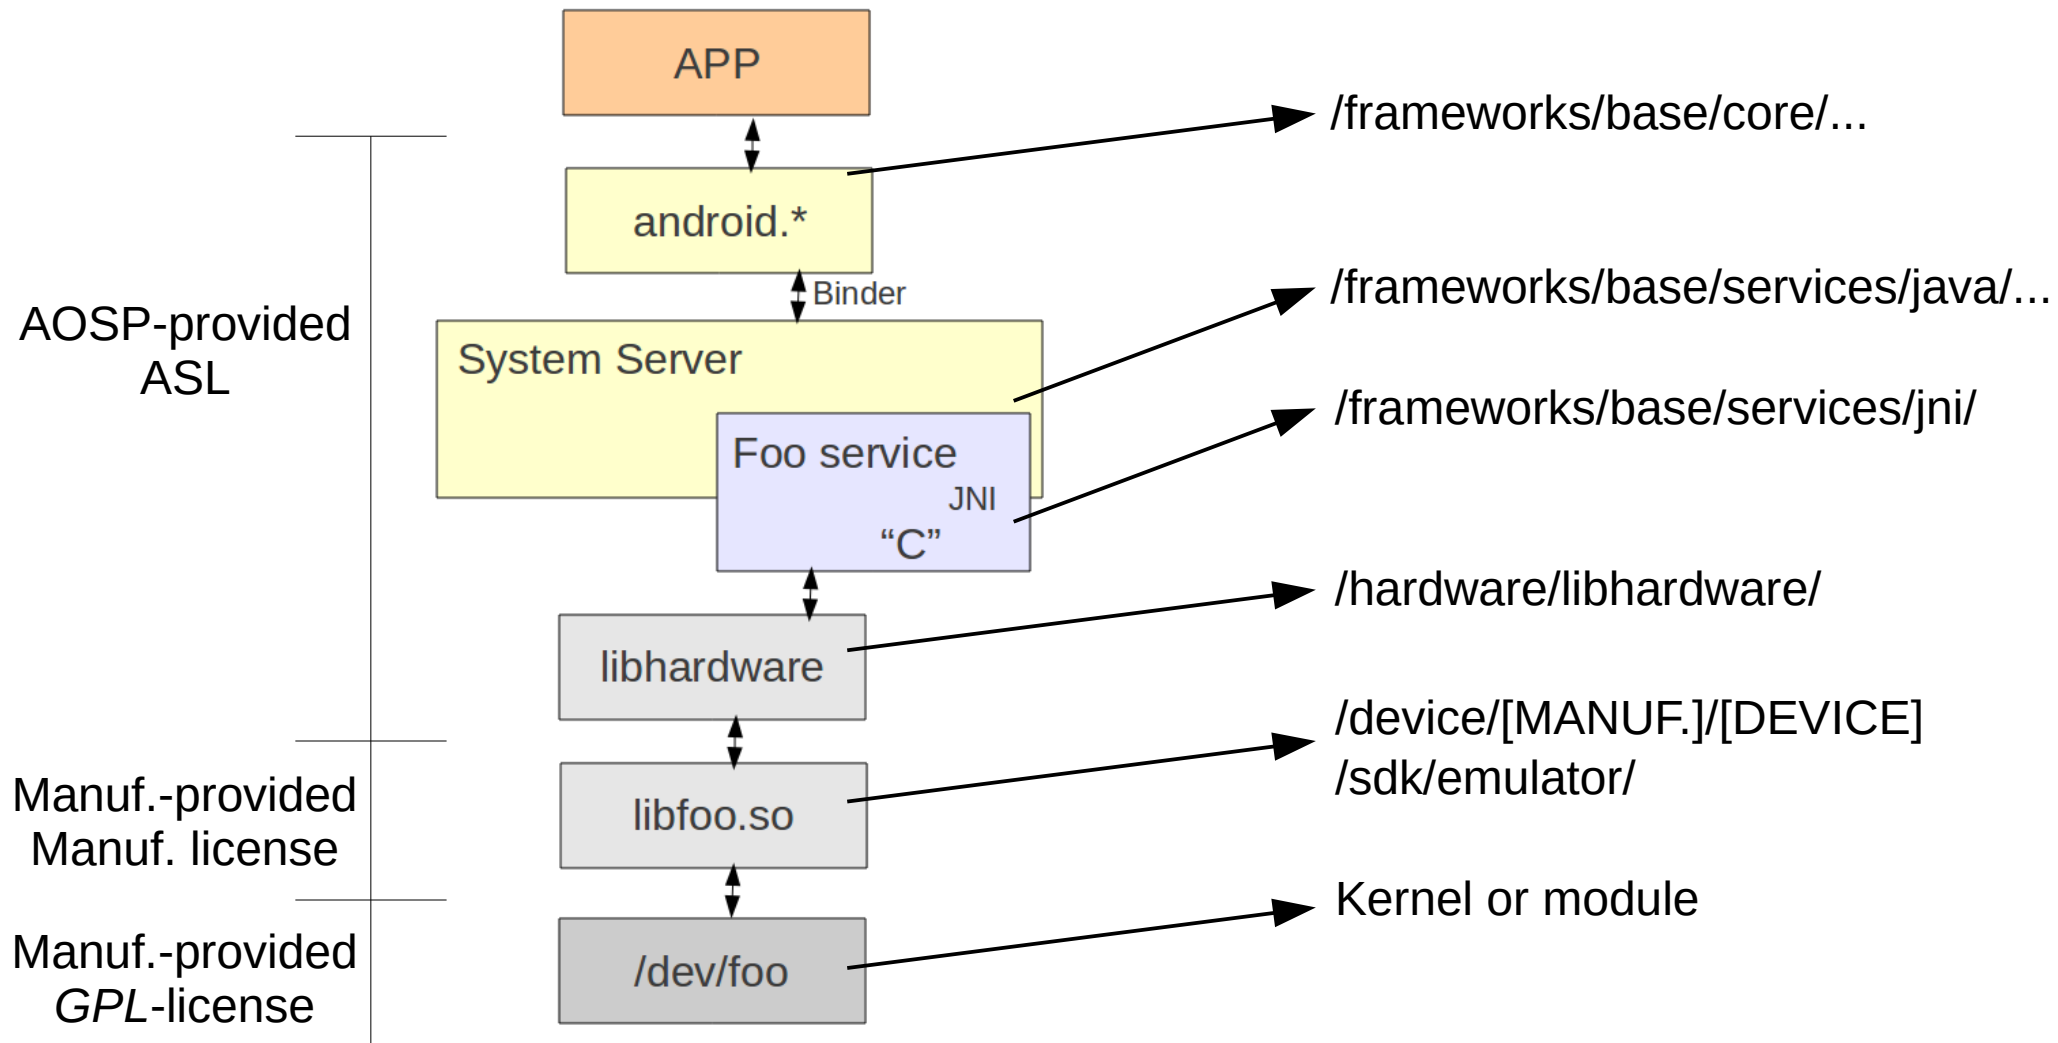 APP
/frameworks/base/core/...
android.*
Binder
/frameworks/base/services/java/...
AOSP-provided
ASL
System Server
/frameworks/base/services/jni/
Foo service
JNI
“C”
/hardware/libhardware/
libhardware
/device/[MANUF.]/[DEVICE]
/sdk/emulator/
Manuf.-provided
Manuf. license
libfoo.so
Kernel or module
Manuf.-provided
GPL-license
/dev/foo